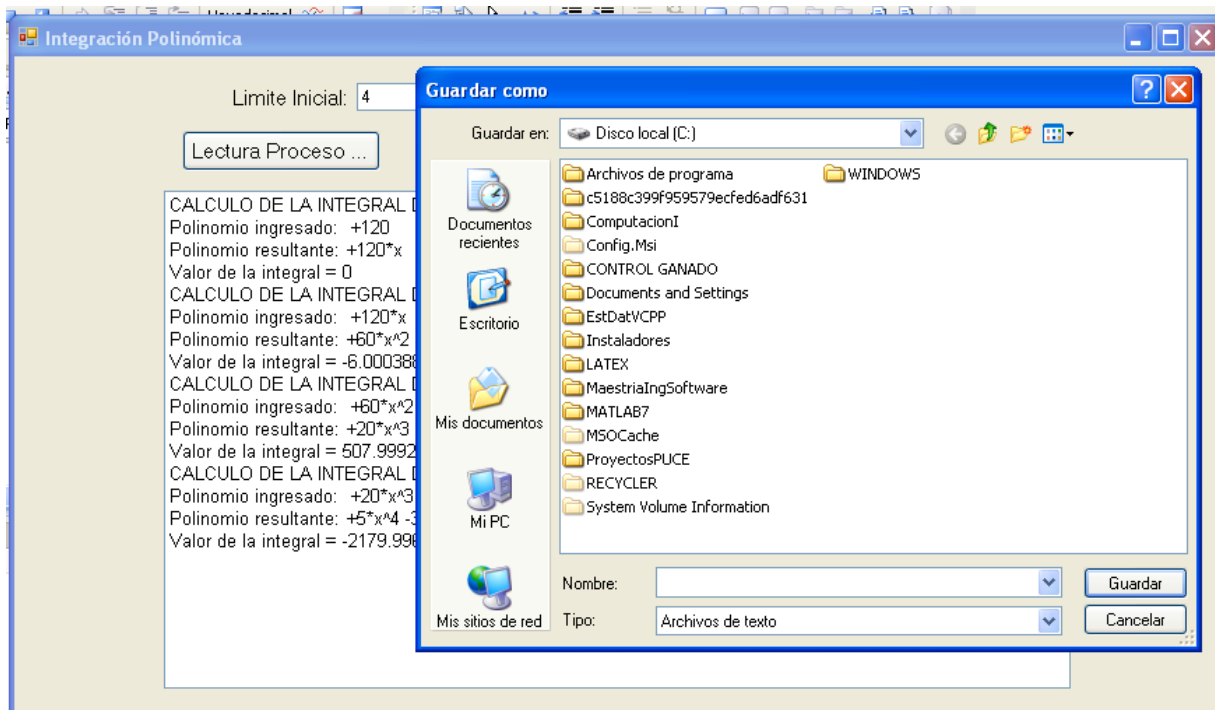 Integración Polinómica
Limite Inicial: 4
Lectura Proceso ...
CALCULO DE LA INTEGRAL
Polinomio ingresado: +120
Polinomio resultante: +120*x
Valor de la integral = 0
CALCULO DE LA INTEGRAL
Polinomio ingresado: +120*x
Polinomio resultante: +60*x^2
Valor de la integral = -6.00038
CALCULO DE LA INTEGRAL
Polinomio ingresado: +60*x^2
Polinomio resultante: +20*x^3
Valor de la integral = 507.9992
CALCULO DE LA INTEGRAL
Polinomio ingresado: +20*x^3
Polinomio resultante: +5*x^4 -3
Valor de la integral = -2179.99
Guardar como
Guardar en: Disco local (C:)
Documentos recientes
Escritorio
Mis documentos
Mi PC
Mis sitios de red
Archivos de programa
c5188c399f959579ecfed6adf631
ComputacionI
Config.Msi
CONTROL GANADO
Documents and Settings
EstDatVCPP
Instaladores
LATEX
MaestriaIngSoftware
MATLAB7
MSOCache
ProyectosPUCE
RECYCLER
System Volume Information
WINDOWS
Nombre:
Guardar
Tipo: Archivos de texto
Cancelar